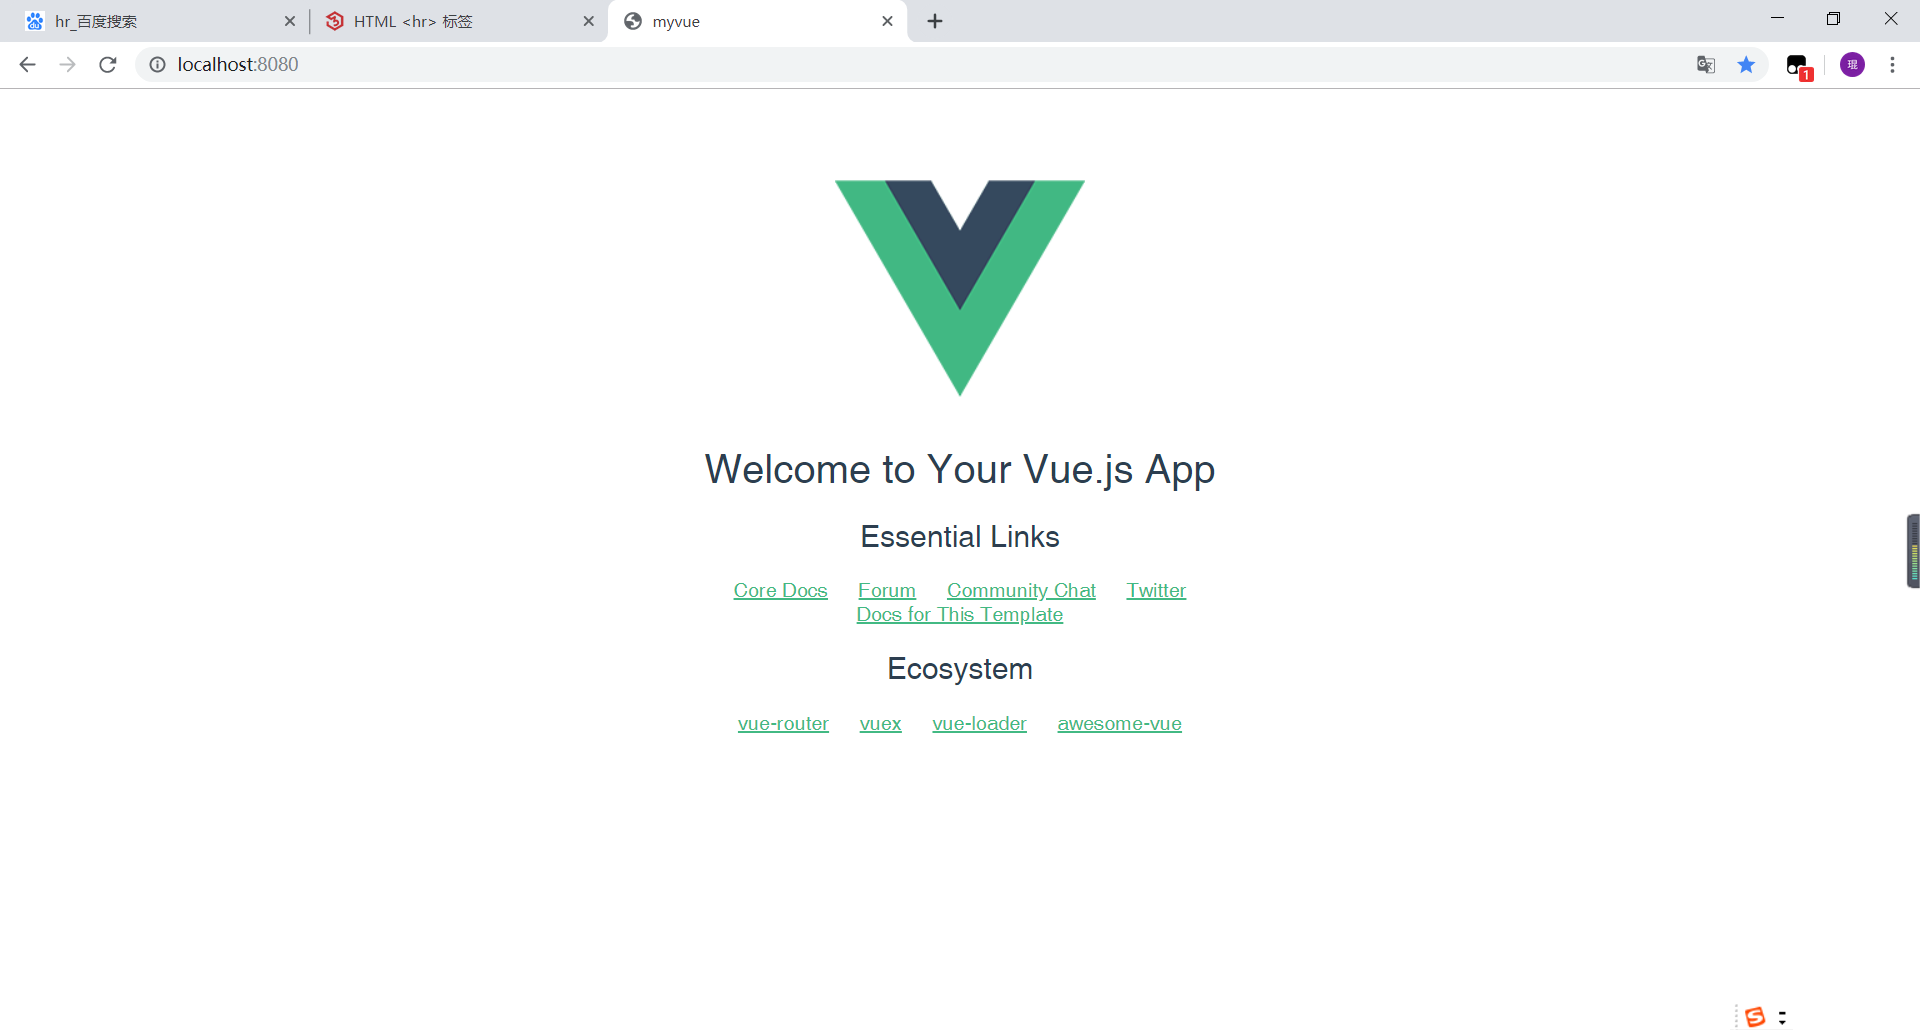 hr_百度搜索
HTML <hr> 标签
myvue
localhost:8080
1
琨
Welcome to Your Vue.js App
Essential Links
Core Docs Forum Community Chat Twitter
Docs for This Template
Ecosystem
vue-router vuex vue-loader awesome-vue